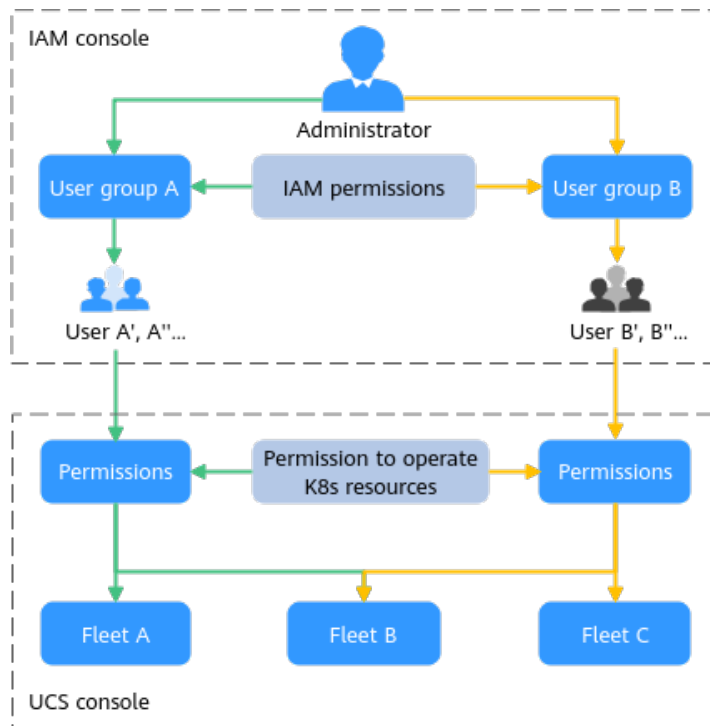 IAM console
Administrator
User group A
IAM permissions
User group B
User A', A"...
User B', B"...
Permissions
Permission to operate
K8s resources
Permissions
Fleet A
Fleet B
Fleet C
UCS console